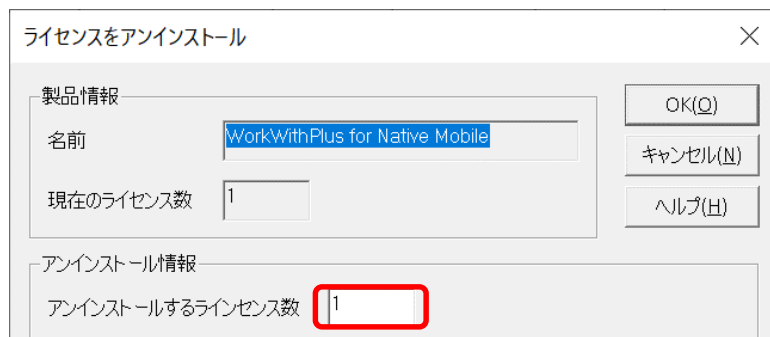 ライセンスをアンインストール
製品情報
名前
WorkWithPlus for Native Mobile
現在のライセンス数
1
OK(O)
キャンセル(N)
ヘルプ(H)
アンインストール情報
アンインストールするラインセンス数
1